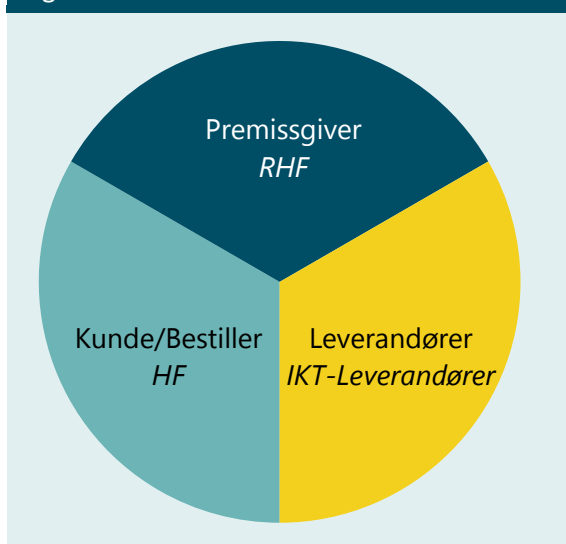 Premissgiver
RHF
Kunde/Bestiller
HF
Leverandører
IKT-Leverandører